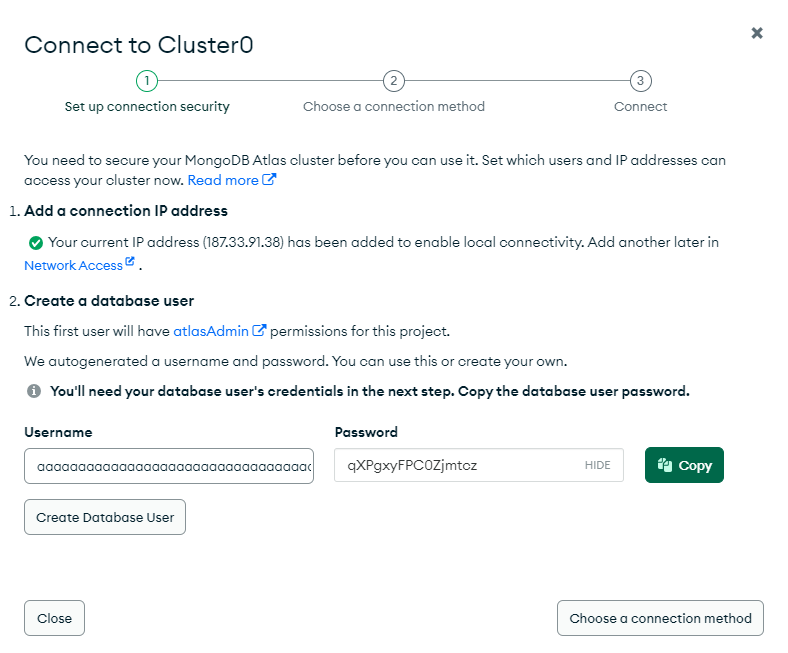 Connect to Cluster0
1
2
3
Set up connection security
Choose a connection method
Connect
You need to secure your MongoDB Atlas cluster before you can use it. Set which users and IP addresses can
access your cluster now. Read more
1. Add a connection IP address
Your current IP address (187.33.91.38) has been added to enable local connectivity. Add another later in
Network Access .
2. Create a database user
This first user will have atlasAdmin permissions for this project.
We autogenerated a username and password. You can use this or create your own.
You'll need your database user's credentials in the next step. Copy the database user password.
Username
Password
qXPgxyFPC0Zjmtcz
HIDE
Copy
Create Database User
Close
Choose a connection method